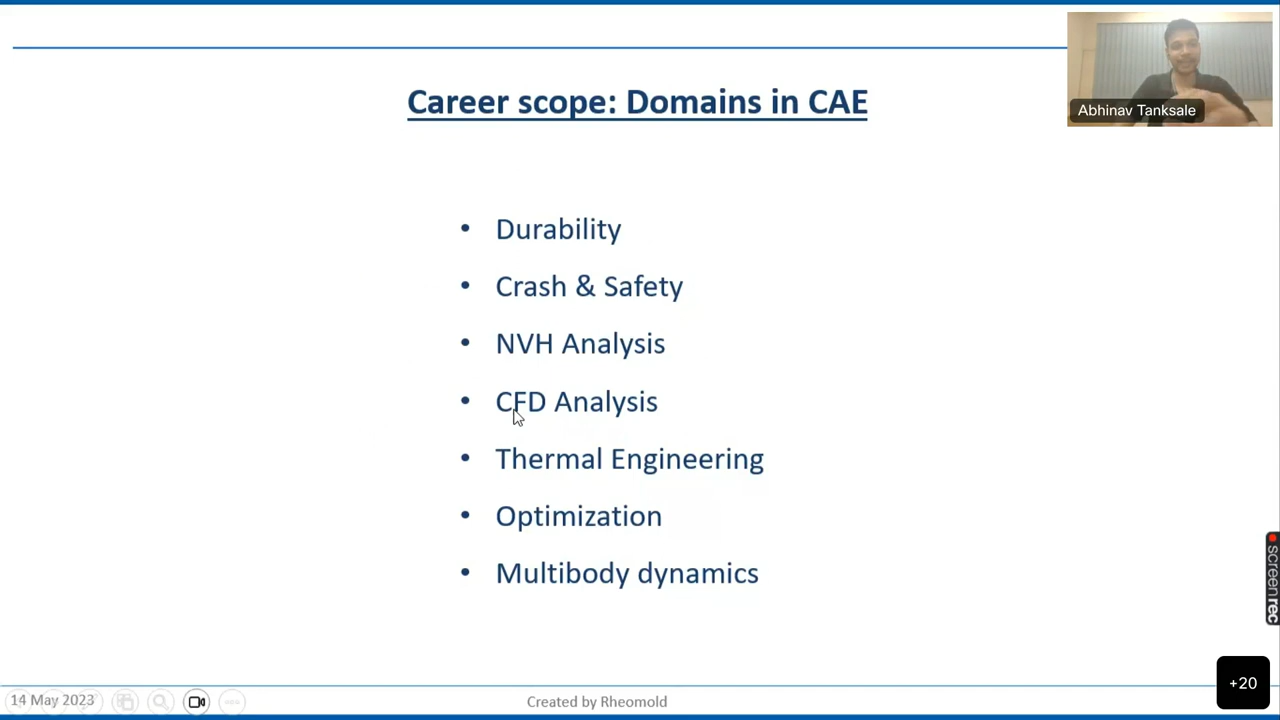 Career scope: Domains in CAE
Abhinav Tanksale
• Durability
• Crash & Safety
• NVH Analysis
• CFD Analysis
• Thermal Engineering
• Optimization
• Multibody dynamics
screenrec
+20
14 May 2023
Created by Rheomold